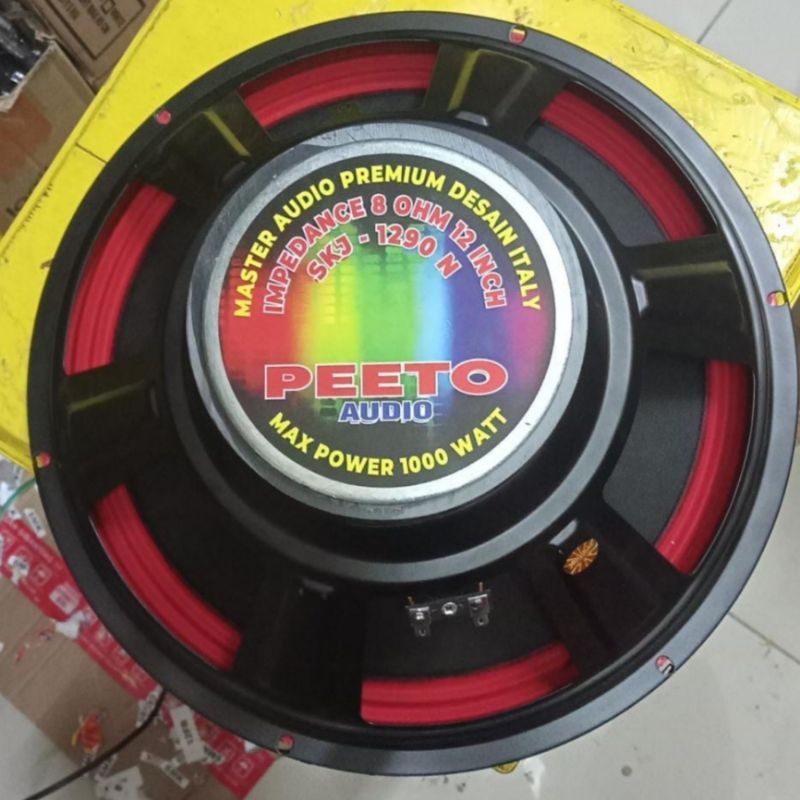 MASTER AUDIO PREMIUM DESAIN ITALY
IMPEDANCE 8 OHM 12 INCH
SKJ - 1290 N
PEETO
AUDIO
MAX POWER 1000 WATT